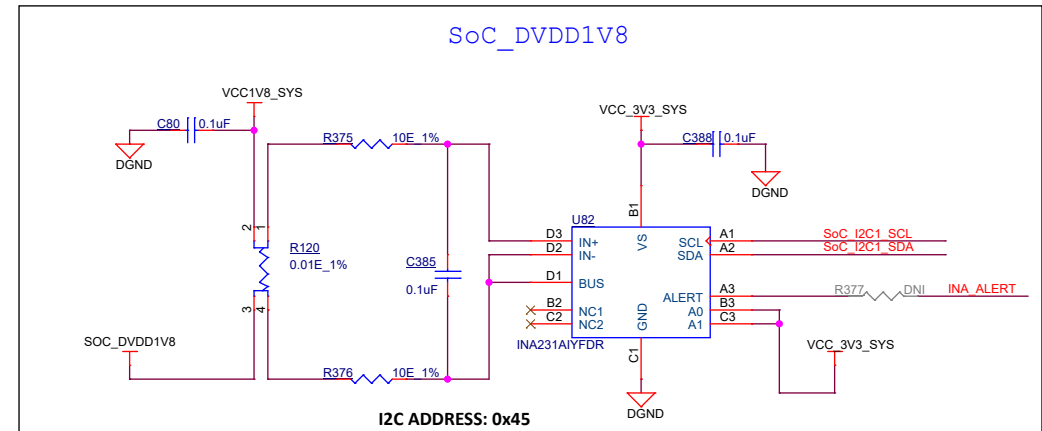 SoC_DVDD1V8
VCC1V8_SYS
VCC_3V3_SYS
C80 0.1uF
DGND
R375 10E_1%
C388 0.1uF
DGND
2 1
R120
0.01E_1%
3 4
C385
0.1uF
U82
B1
VS
D3 IN+
D2 IN-
D1 BUS
B2 NC1
C2 NC2
SCL A1 SoC_I2C1_SCL
SDA A2 SoC_I2C1_SDA
ALERT A3 R377 DNI INA_ALERT
A0 B3
A1 C3
GND
C1
INA231AIYFDR
SOC_DVDD1V8
VCC_3V3_SYS
R376 10E_1%
DGND
I2C ADDRESS: 0x45